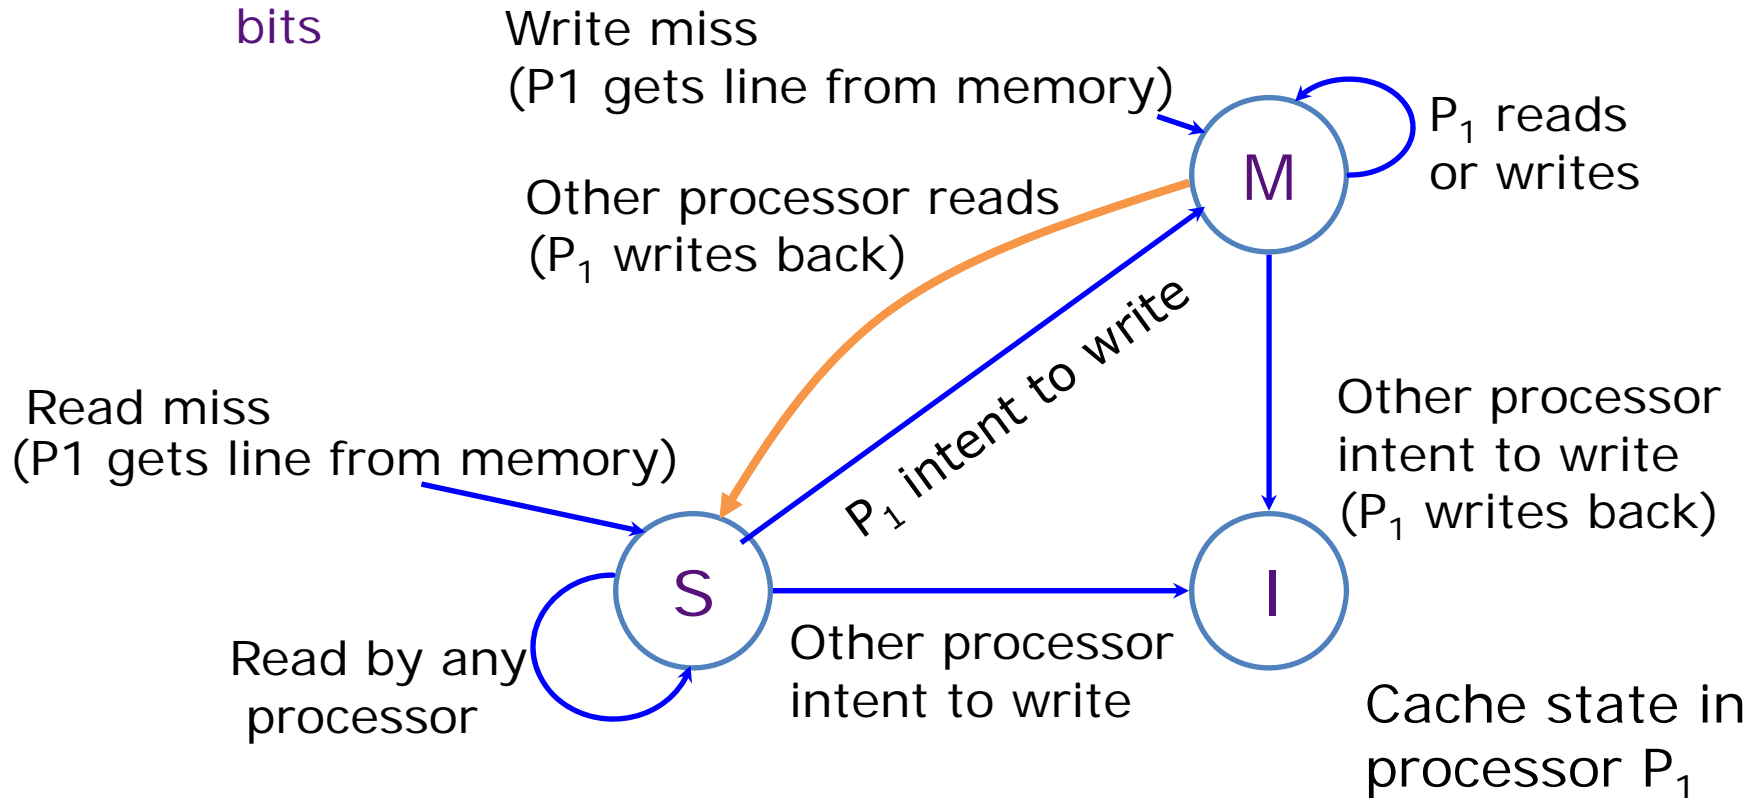 bits
Write miss
(P1 gets line from memory)
P₁ reads
or writes
M
Other processor reads
(P₁ writes back)
P₁ intent to write
Read miss
(P1 gets line from memory)
Other processor
intent to write
(P₁ writes back)
S
I
Read by any
processor
Other processor
intent to write
Cache state in
processor P₁